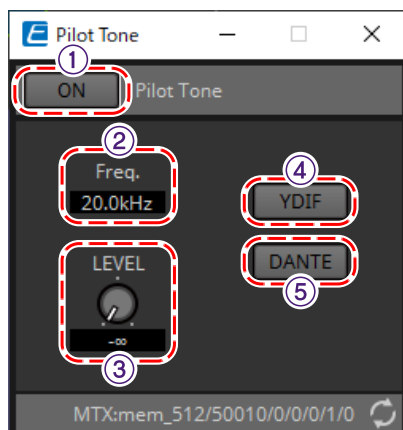 Pilot Tone
①
ON Pilot Tone
②
Freq.
20.0kHz
④
YDIF
LEVEL
DANTE
⑤
-∞
③
MTX:mem_512/50010/0/0/0/1/0